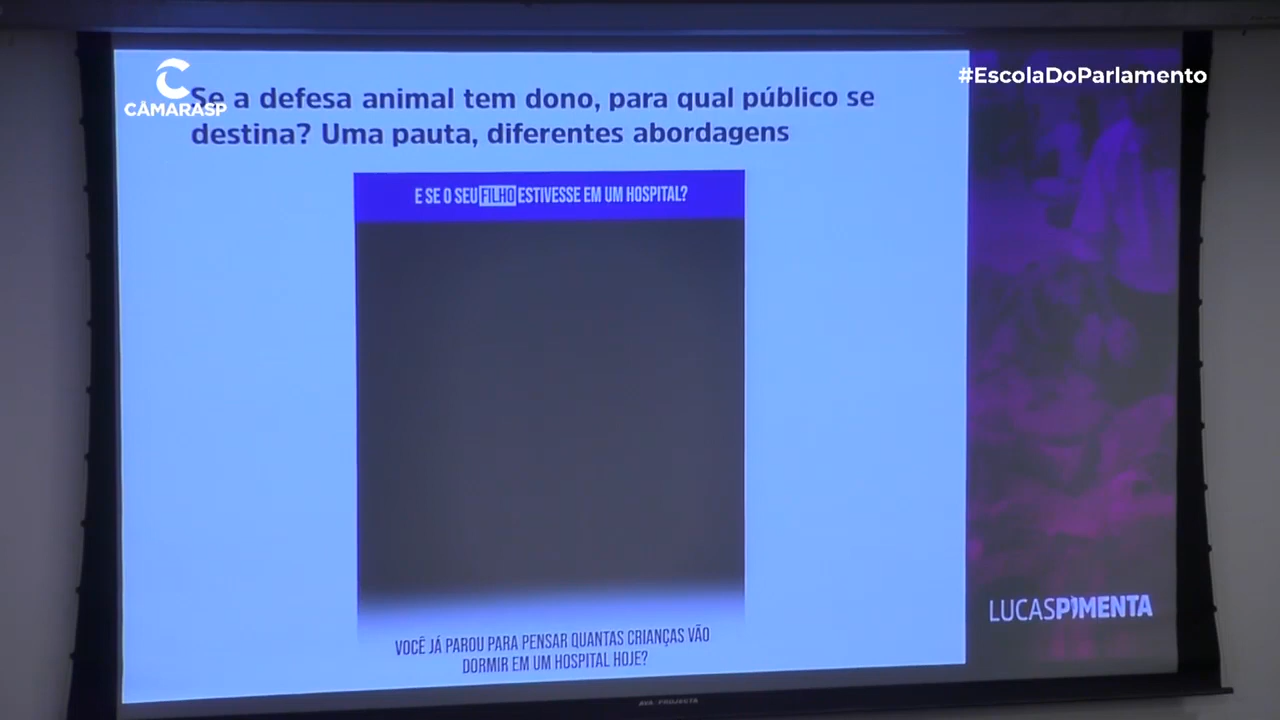 CÂMARASP
#EscolaDoParlamento
Se a defesa animal tem dono, para qual público se
destina? Uma pauta, diferentes abordagens
E SE O SEU FILHO ESTIVESSE EM UM HOSPITAL?
VOCÊ JÁ PAROU PARA PENSAR QUANTAS CRIANÇAS VÃO
DORMIR EM UM HOSPITAL HOJE?
LUCASPIMENTA